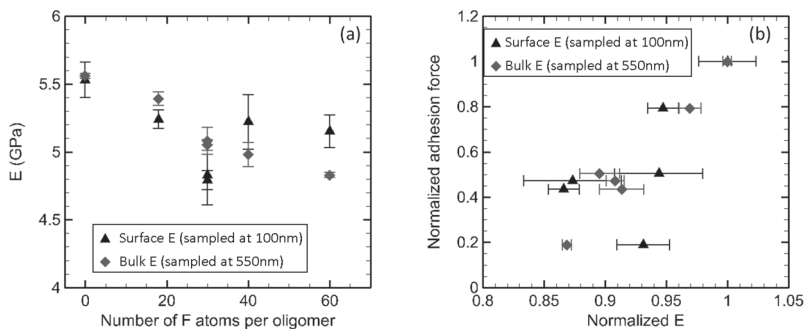 6
5.5
5
4.5
4
0
20
40
60
E (GPa)
Number of F atoms per oligomer
(a)
Surface E (sampled at 100nm)
Bulk E (sampled at 550nm)
1.2
1
0.8
0.6
0.4
0.2
0
0.8
0.85
0.9
0.95
1
1.05
Normalized adhesion force
Normalized E
(b)
Surface E (sampled at 100nm)
Bulk E (sampled at 550nm)